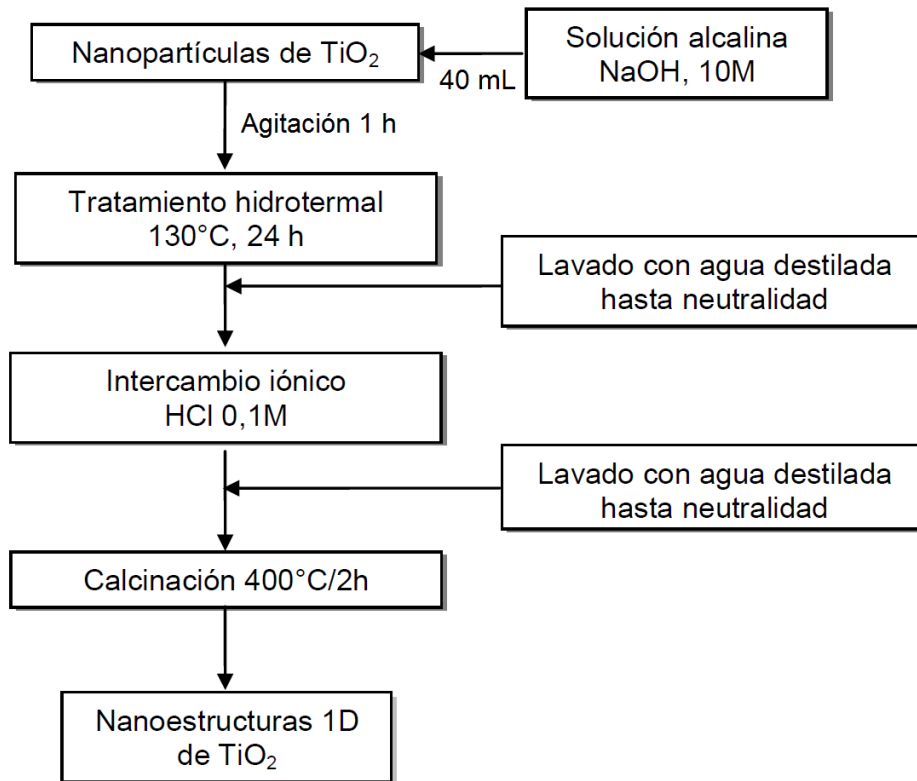 Nanopartículas de TiO₂
Solución alcalina
NaOH, 10M
40 mL
Agitación 1 h
Tratamiento hidrotermal
130°C, 24 h
Lavado con agua destilada
hasta neutralidad
Intercambio iónico
HCl 0,1M
Lavado con agua destilada
hasta neutralidad
Calcinación 400°C/2h
Nanoestructuras 1D
de TiO₂